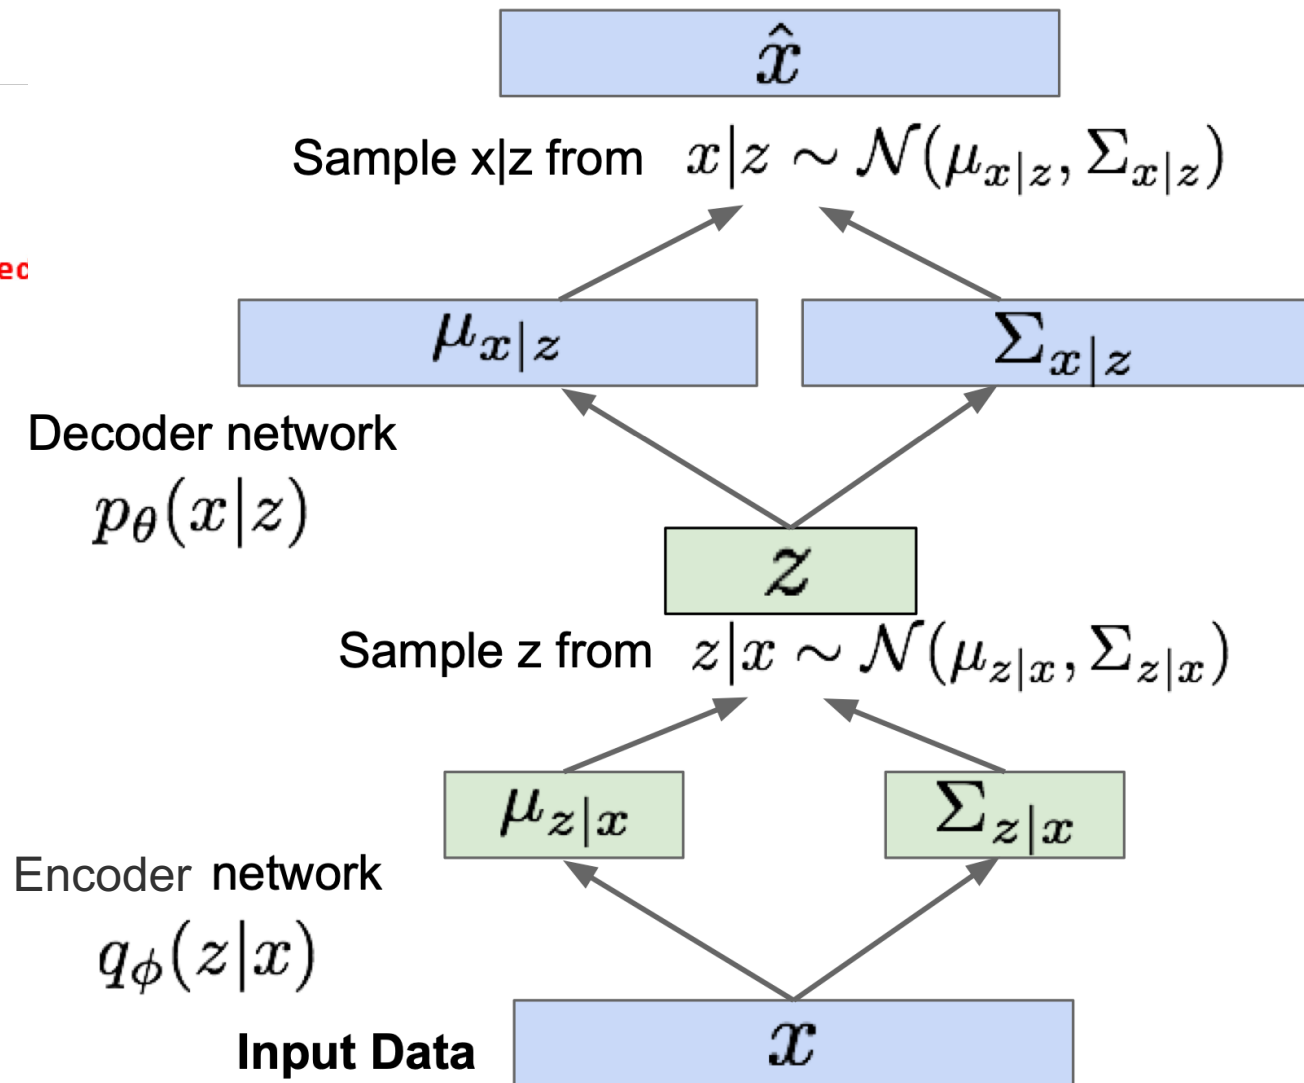 x̂
Sample x|z from x|z ∼ 𝒩(μ_{x|z}, Σ_{x|z})
ec
μ_{x|z} Σ_{x|z}
Decoder network
p_θ(x|z)
z
Sample z from z|x ∼ 𝒩(μ_{z|x}, Σ_{z|x})
μ_{z|x} Σ_{z|x}
Encoder network
q_ϕ(z|x)
Input Data x